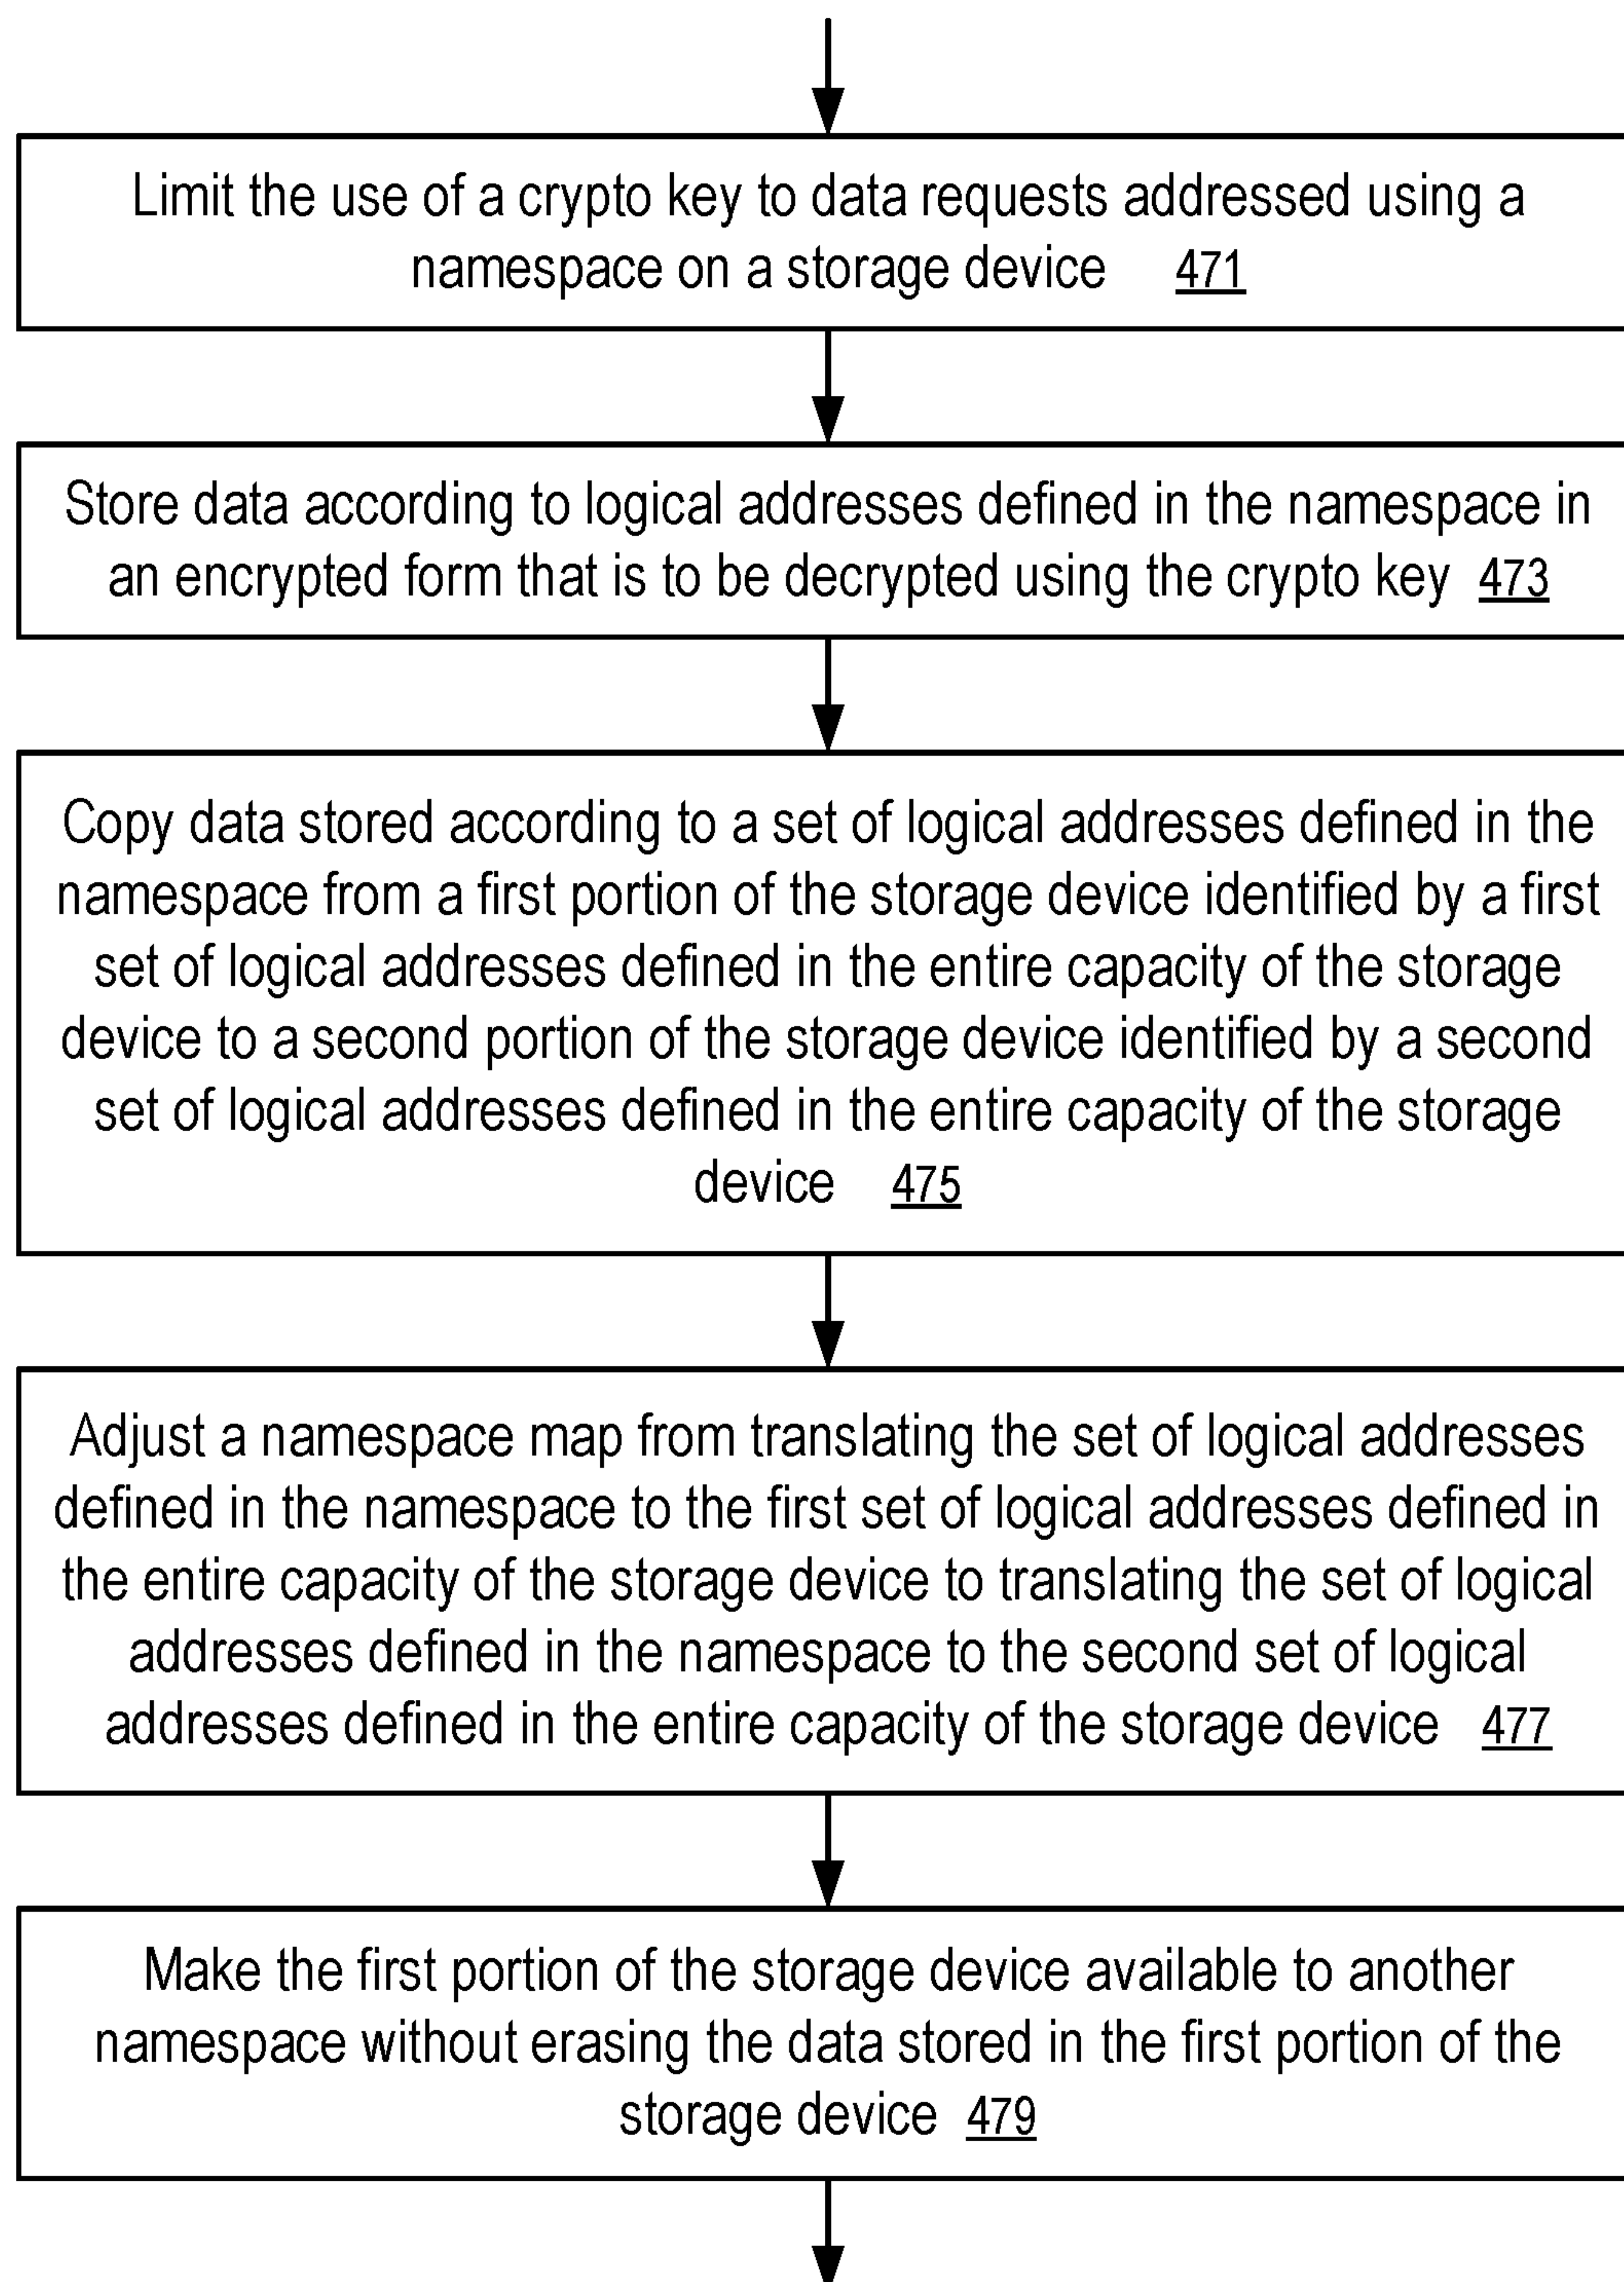 Limit the use of a crypto key to data requests addressed using a
namespace on a storage device 471
Store data according to logical addresses defined in the namespace in
an encrypted form that is to be decrypted using the crypto key 473
Copy data stored according to a set of logical addresses defined in the
namespace from a first portion of the storage device identified by a first
set of logical addresses defined in the entire capacity of the storage
device to a second portion of the storage device identified by a second
set of logical addresses defined in the entire capacity of the storage
device 475
Adjust a namespace map from translating the set of logical addresses
defined in the namespace to the first set of logical addresses defined in
the entire capacity of the storage device to translating the set of logical
addresses defined in the namespace to the second set of logical
addresses defined in the entire capacity of the storage device 477
Make the first portion of the storage device available to another
namespace without erasing the data stored in the first portion of the
storage device 479